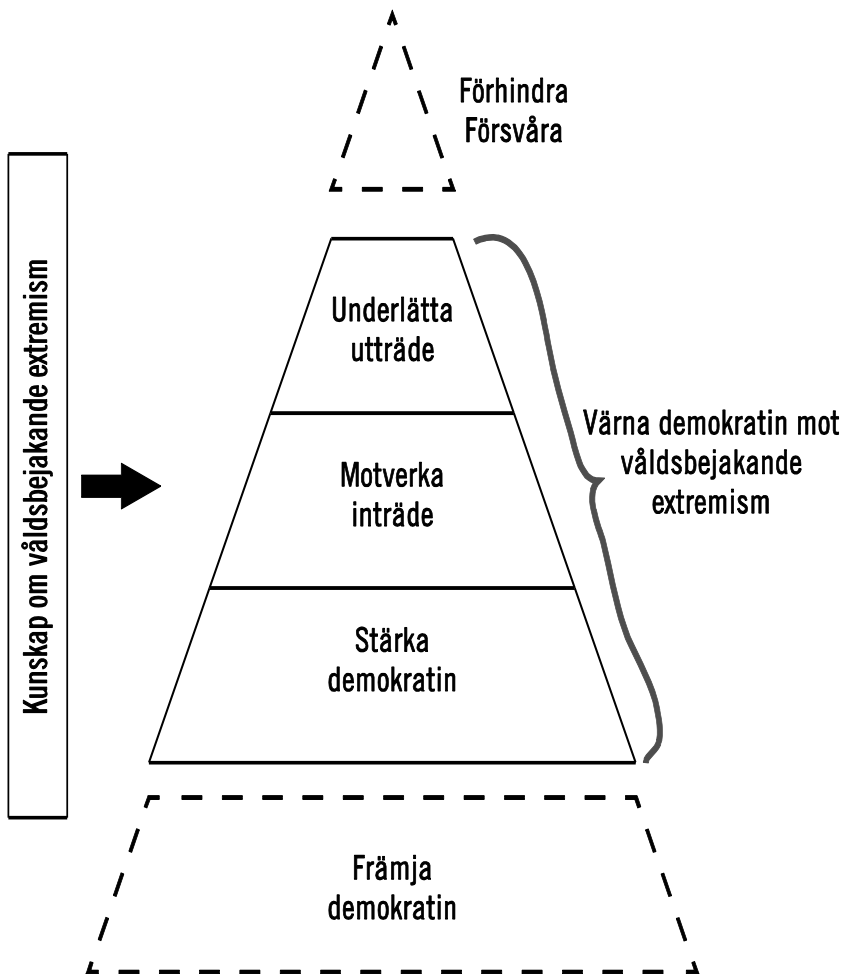 Förhindra
Försvåra
Kunskap om våldsbejakande extremism
Underlätta
utträde
Värna demokratin mot
våldsbejakande
extremism
Motverka
inträde
Stärka
demokratin
Främja
demokratin